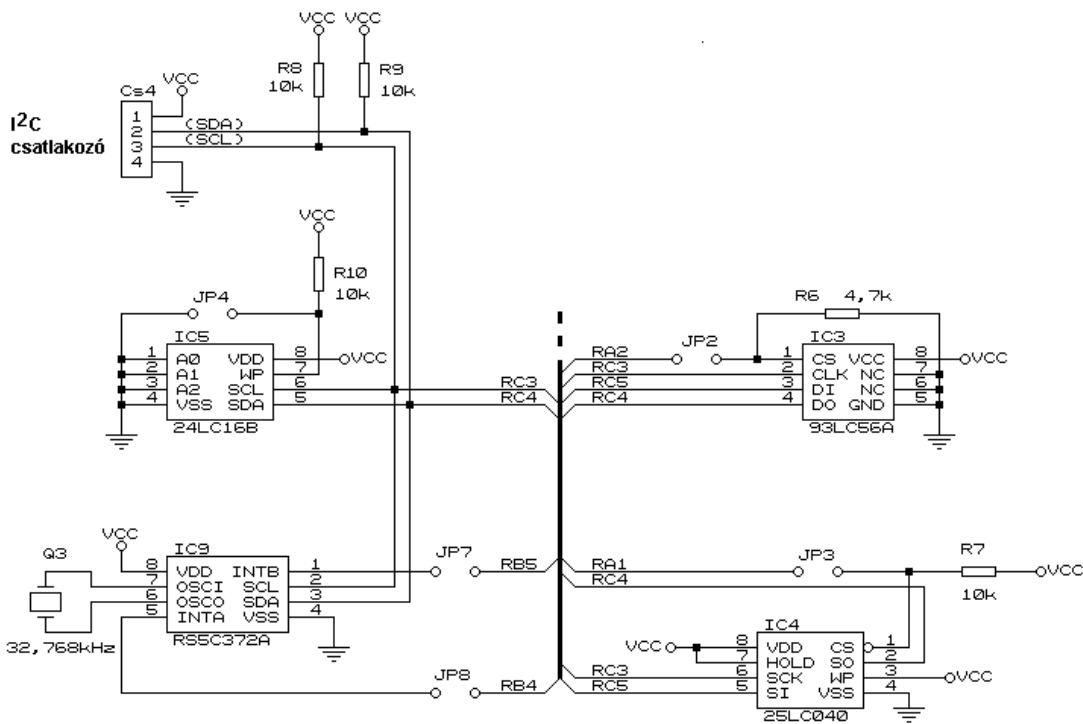 VCC VCC
R8 R9
10k 10k
VCC
Cs4
I²C
csatlakozó
1
2 (SDA)
3 (SCL)
4
VCC
R10
10k
JP4
IC5
1 A0 VDD 8 VCC
2 A1 WP 7
3 A2 SCL 6 RC3
4 VSS SDA 5 RC4
24LC16B
R6 4,7k
JP2 IC3
RA2 1 CS VCC 8 VCC
RC3 2 CLK NC 7
RC5 3 DI NC 6
RC4 4 DO GND 5
93LC56A
VCC
Q3
32,768kHz
IC9
8 VDD INTB 1 JP7 RB5
7 OSCI SCL 2
6 OSCO SDA 3
5 INTA VSS 4
RS5C372A
JP8 RB4
RA1 JP3 R7 VCC
RC4 10k
IC4
VCC 8 VDD CS 1
7 HOLD SO 2
RC3 6 SCK WP 3 VCC
RC5 5 SI VSS 4
25LC040